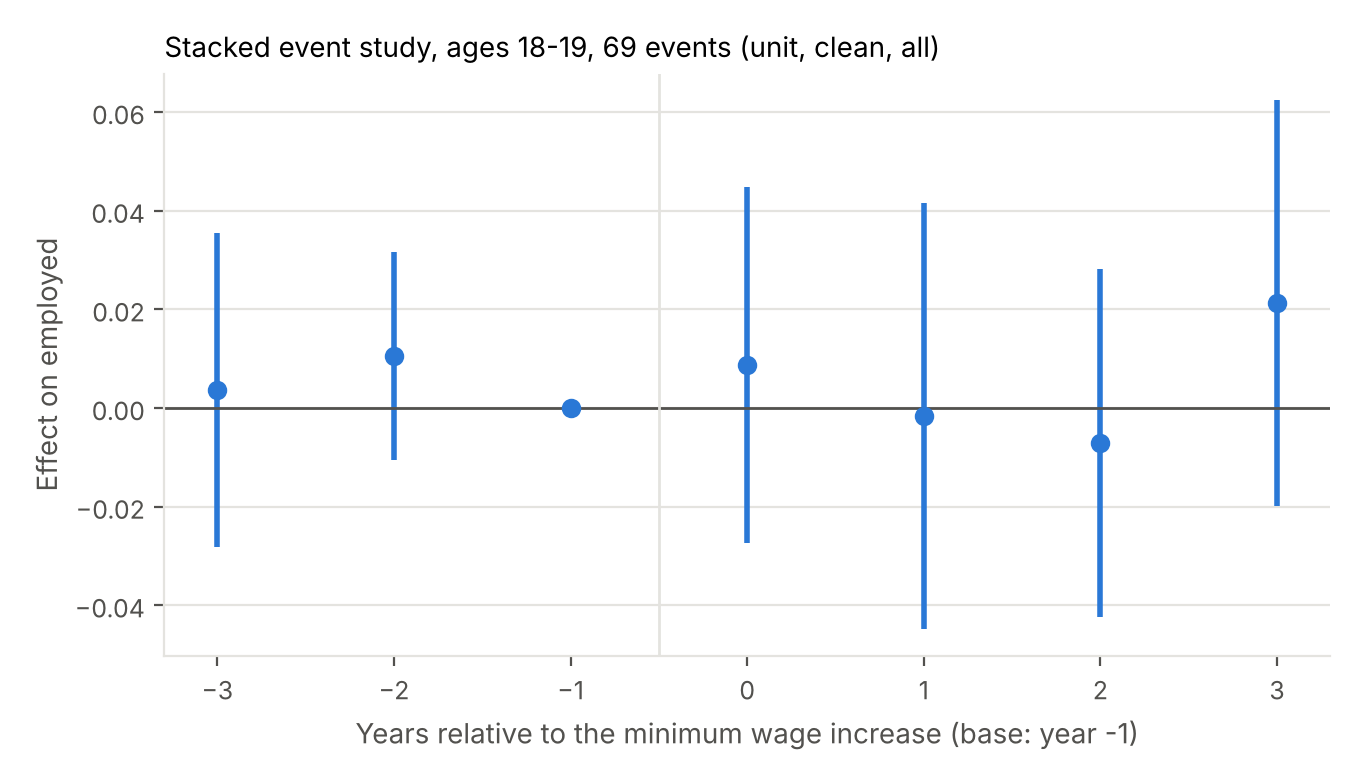 Stacked event study, ages 18-19, 69 events (unit, clean, all)
0.06
0.04
0.02
0.00
−0.02
−0.04
Effect on employed
−3 −2 −1 0 1 2 3
Years relative to the minimum wage increase (base: year -1)